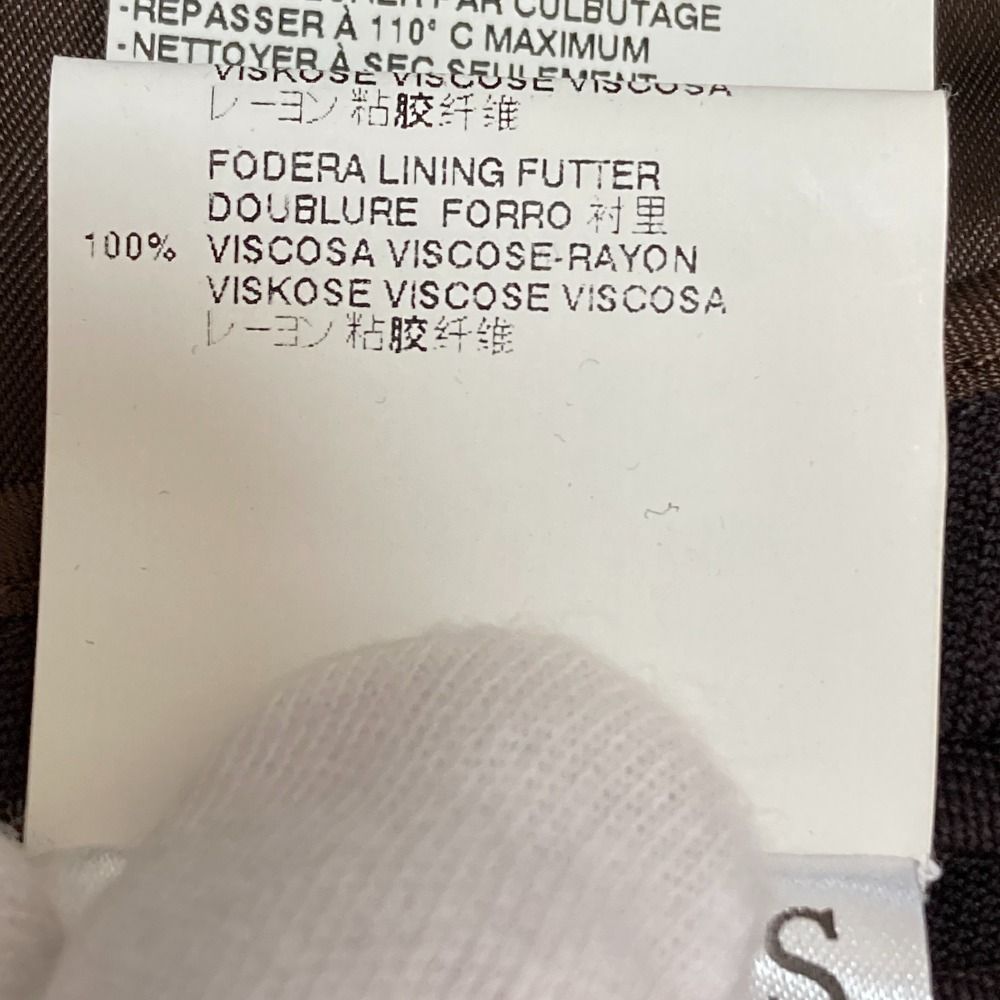 PAR CULBUTAGE
-REPASSER À 110° C MAXIMUM
-NETTOYER À SEC SEULEMENT
VISKOSE VISCOSE VISCOSA
レーヨン 粘胶纤维
FODERA LINING FUTTER
DOUBLURE FORRO 衬里
100% VISCOSA VISCOSE-RAYON
VISKOSE VISCOSE VISCOSA
レーヨン 粘胶纤维
S